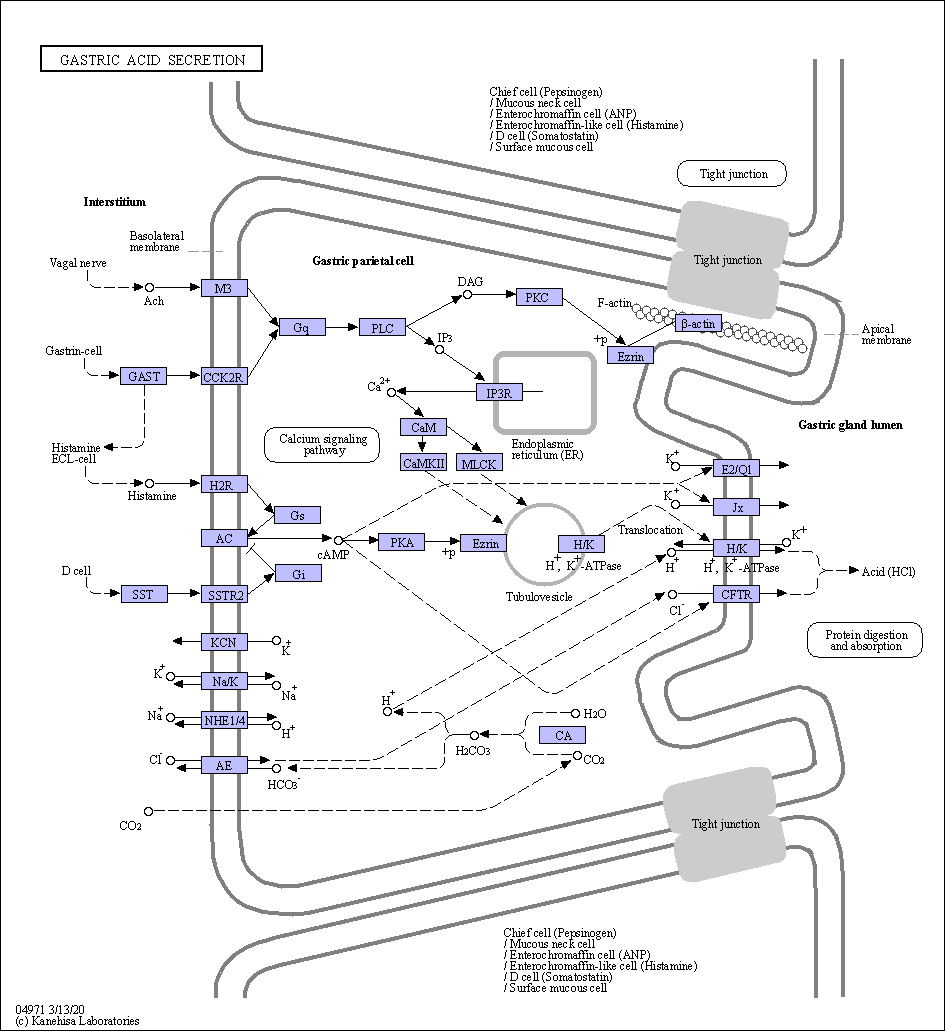 GASTRIC ACID SECRETION
Chief cell (Pepsinogen)
/ Mucous neck cell
/ Enterochromaffin cell (ANP)
/ Enterochromaffin-like cell (Histamine)
/ D cell (Somatostatin)
/ Surface mucous cell
Tight junction
Interstitium
Basolateral
membrane
Gastric parietal cell
Tight junction
Vagal nerve
Ach
M3
DAG
PKC
F-actin
β-actin
Gq
PLC
+p
Apical
membrane
IP3
Ezrin
Gastrin-cell
GAST
CCK2R
Ca2+
IP3R
CaM
Gastric gland lumen
Histamine
ECL-cell
Calcium signaling
pathway
Endoplasmic
reticulum (ER)
CaMKII
MLCK
K+
E2/Q1
Histamine
H2R
K+
Jx
Gs
AC
cAMP
PKA
+p
Ezrin
H/K
Translocation
H/K
K+
H+, K+-ATPase
H+
H+, K+-ATPase
Acid (HCl)
D cell
Gi
SST
SSTR2
Tubulovesicle
Cl-
CFTR
KCN
K+
Protein digestion
and absorption
K+
Na/K
Na+
H+
Na+
NHE1/4
H+
H2O
CA
H2CO3
Cl-
AE
HCO3-
CO2
CO2
Tight junction
Chief cell (Pepsinogen)
/ Mucous neck cell
/ Enterochromaffin cell (ANP)
/ Enterochromaffin-like cell (Histamine)
/ D cell (Somatostatin)
/ Surface mucous cell
04971 3/13/20
(c) Kanehisa Laboratories